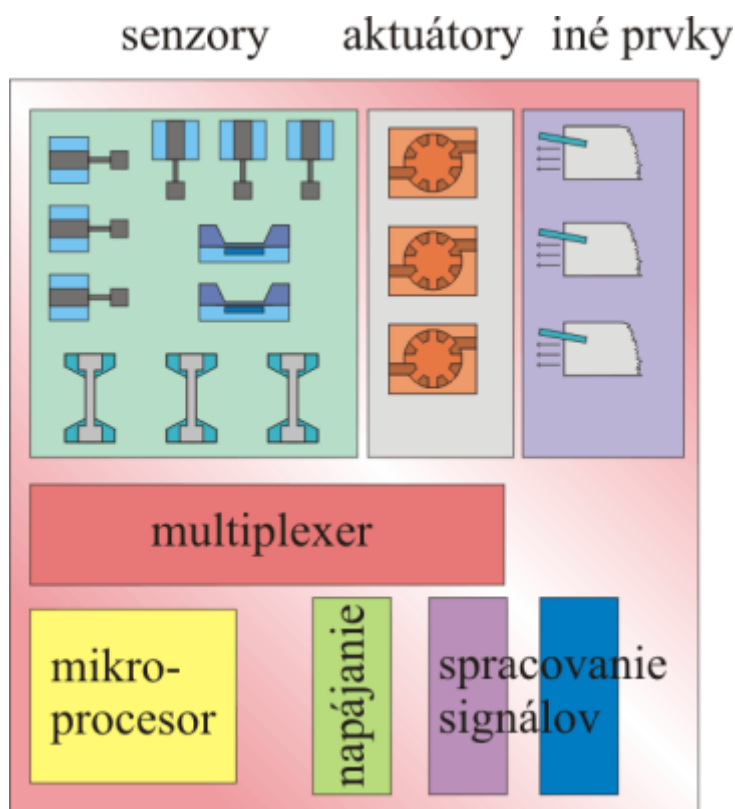 senzory
aktuátory
iné prvky
multiplexer
mikro-
procesor
napájanie
spracovanie
signálov